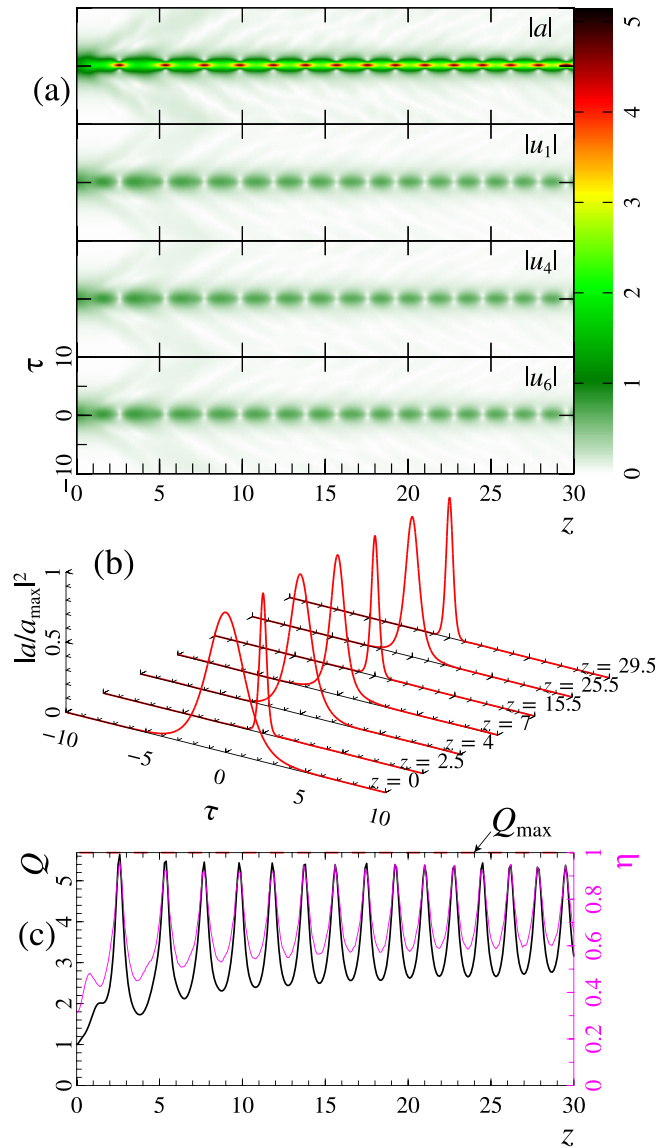 (a)
|a|
|u1|
|u4|
|u6|
5
4
3
2
1
0
τ
10
0
−10
0 5 10 15 20 25 30
z
(b)
|a/amax|2
1
0.5
0
−10 −5 0 5 10
τ
z = 0
z = 2.5
z = 4
z = 7
z = 15.5
z = 25.5
z = 29.5
(c)
Qmax
Q
5
4
3
2
1
0
η
1
0.8
0.6
0.4
0.2
0
0 5 10 15 20 25 30
z